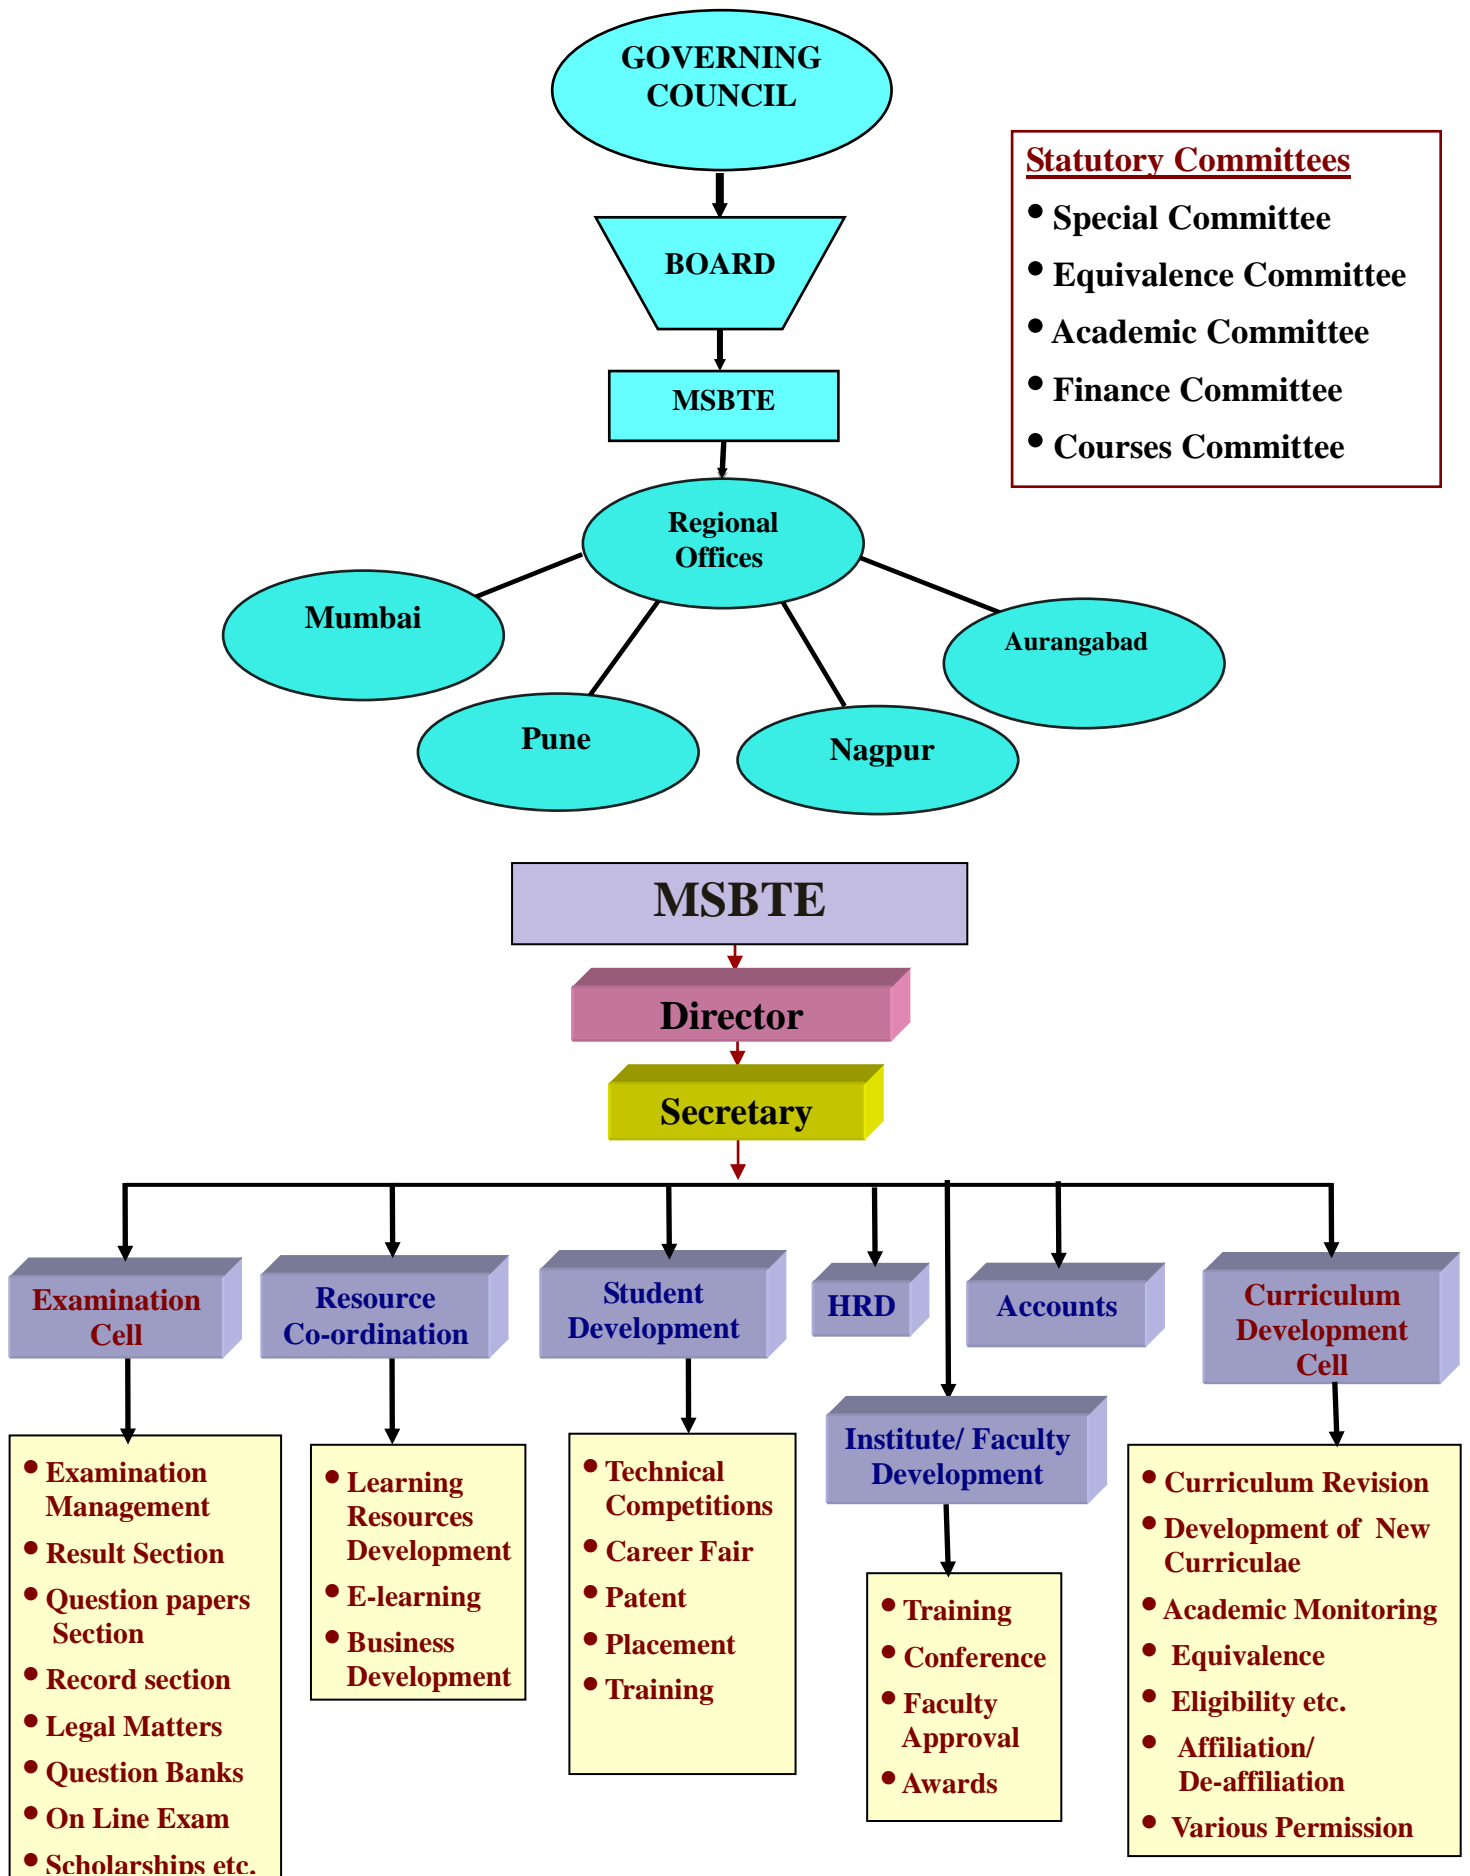 GOVERNING
COUNCIL
Statutory Committees
• Special Committee
• Equivalence Committee
• Academic Committee
• Finance Committee
• Courses Committee
BOARD
MSBTE
Regional
Offices
Mumbai
Aurangabad
Pune
Nagpur
MSBTE
Director
Secretary
Examination
Cell
Resource
Co-ordination
Student
Development
HRD
Accounts
Curriculum
Development
Cell
Institute/ Faculty
Development
• Examination
Management
• Result Section
• Question papers
Section
• Record section
• Legal Matters
• Question Banks
• On Line Exam
• Scholarships etc.
• Learning
Resources
Development
• E-learning
• Business
Development
• Technical
Competitions
• Career Fair
• Patent
• Placement
• Training
• Training
• Conference
• Faculty
Approval
• Awards
• Curriculum Revision
• Development of New
Curriculae
• Academic Monitoring
• Equivalence
• Eligibility etc.
• Affiliation/
De-affiliation
• Various Permission